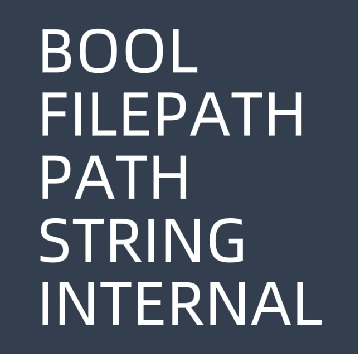 BOOL
FILEPATH
PATH
STRING
INTERNAL